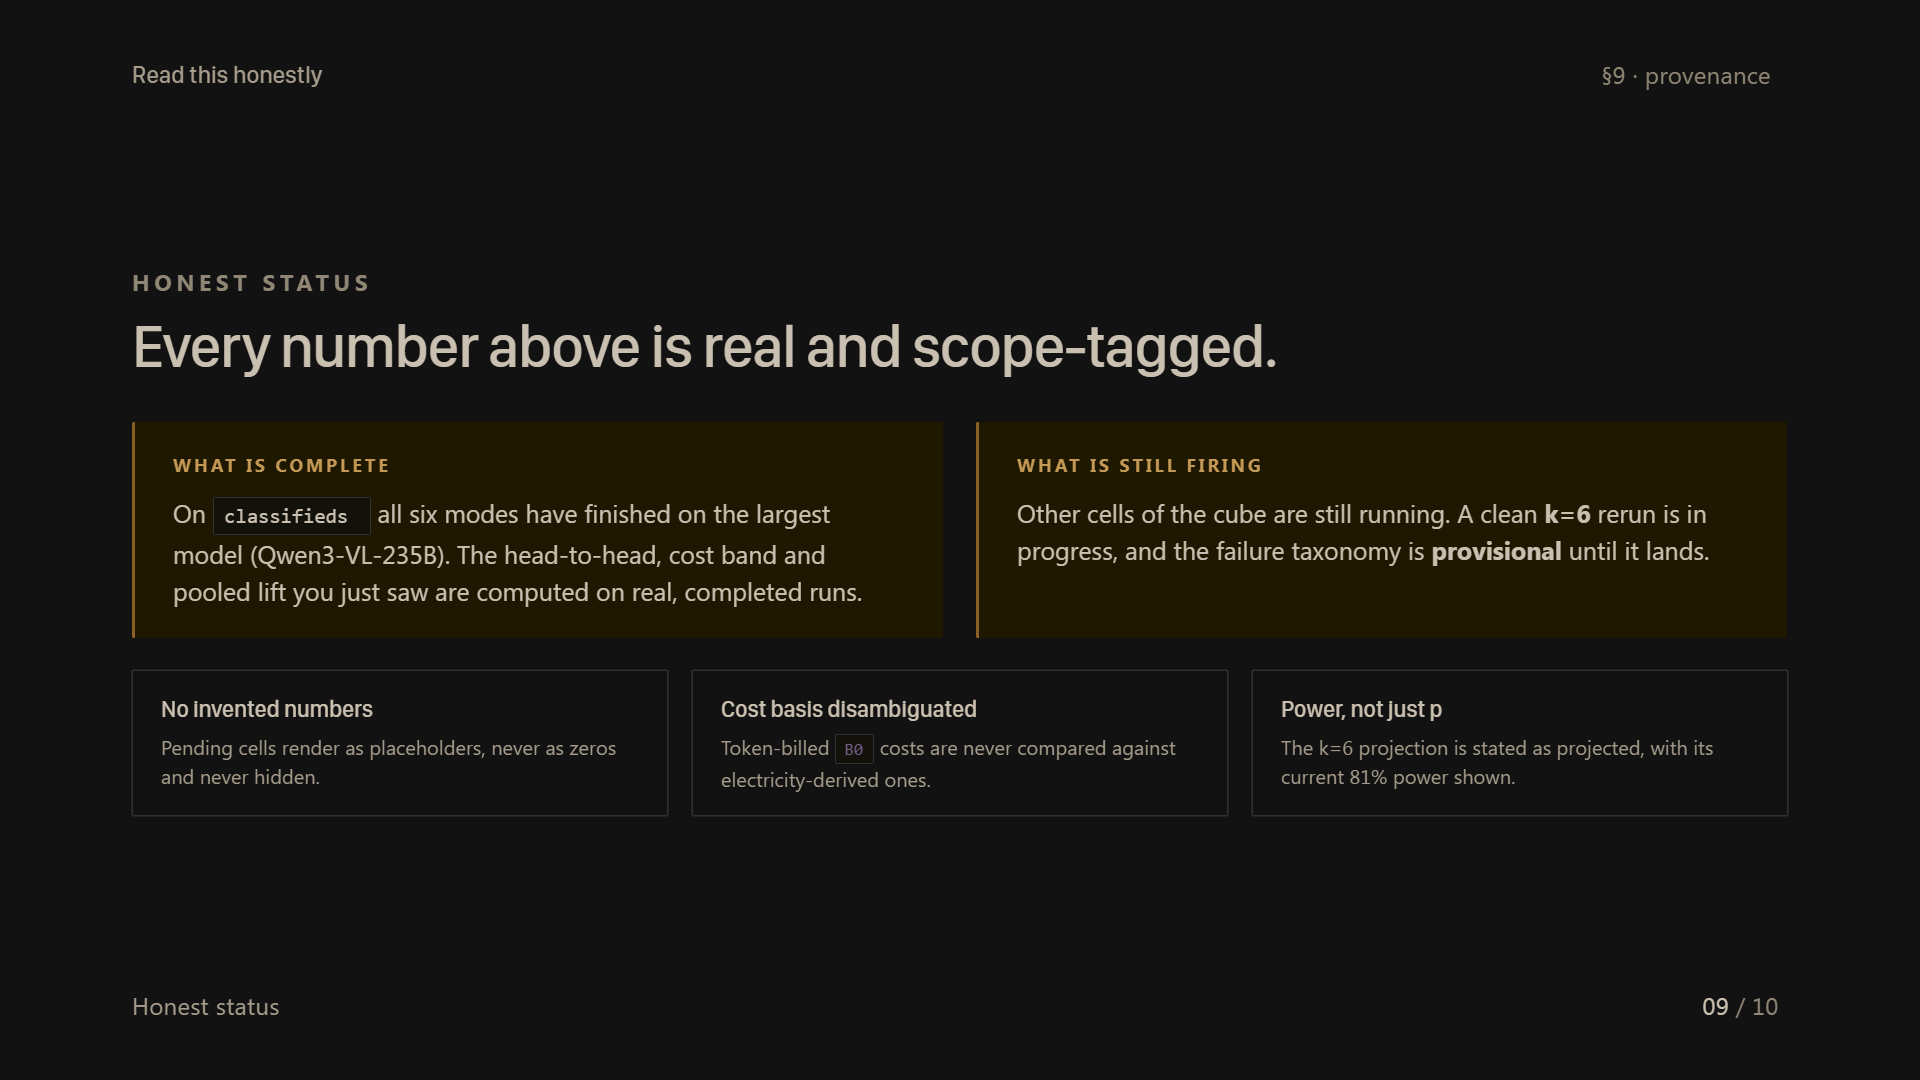 Read this honestly
§9 · provenance
HONEST STATUS
Every number above is real and scope-tagged.
WHAT IS COMPLETE
On classifieds all six modes have finished on the largest
model (Qwen3-VL-235B). The head-to-head, cost band and
pooled lift you just saw are computed on real, completed runs.
WHAT IS STILL FIRING
Other cells of the cube are still running. A clean k=6 rerun is in
progress, and the failure taxonomy is provisional until it lands.
No invented numbers
Pending cells render as placeholders, never as zeros
and never hidden.
Cost basis disambiguated
Token-billed B0 costs are never compared against
electricity-derived ones.
Power, not just p
The k=6 projection is stated as projected, with its
current 81% power shown.
Honest status
09 / 10